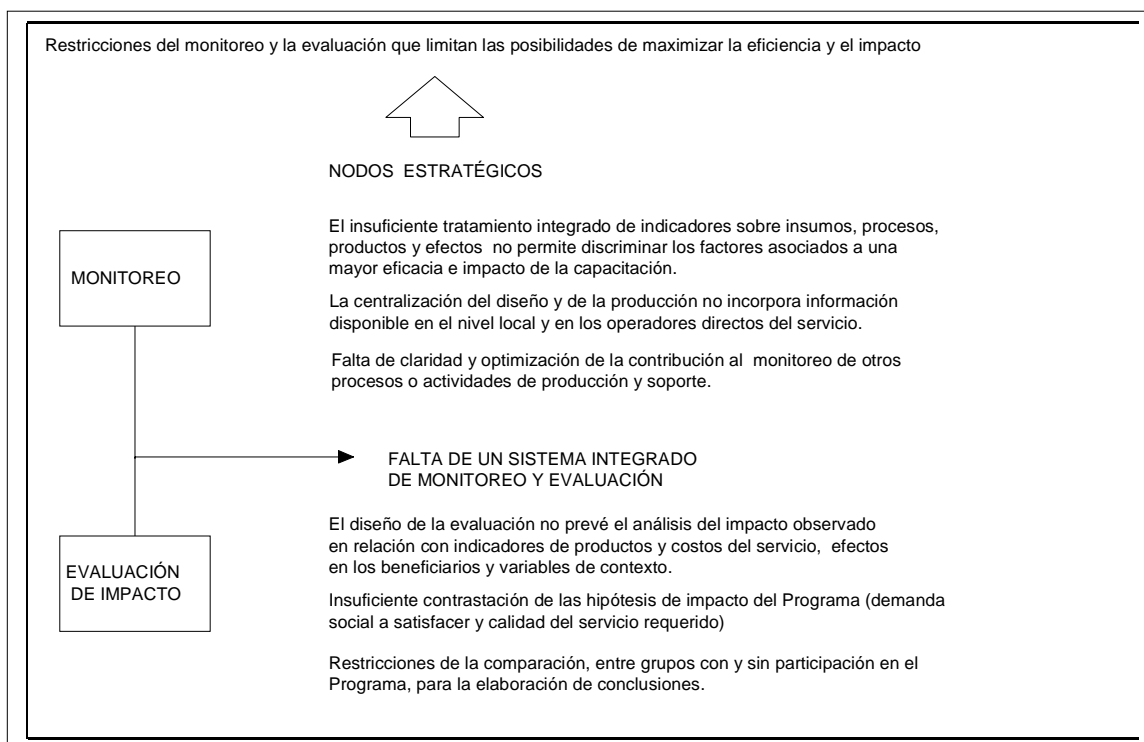 Restricciones del monitoreo y la evaluación que limitan las posibilidades de maximizar la eficiencia y el impacto
NODOS ESTRATÉGICOS
MONITOREO
El insuficiente tratamiento integrado de indicadores sobre insumos, procesos,
productos y efectos no permite discriminar los factores asociados a una
mayor eficacia e impacto de la capacitación.
La centralización del diseño y de la producción no incorpora información
disponible en el nivel local y en los operadores directos del servicio.
Falta de claridad y optimización de la contribución al monitoreo de otros
procesos o actividades de producción y soporte.
FALTA DE UN SISTEMA INTEGRADO
DE MONITOREO Y EVALUACIÓN
EVALUACIÓN
DE IMPACTO
El diseño de la evaluación no prevé el análisis del impacto observado
en relación con indicadores de productos y costos del servicio, efectos
en los beneficiarios y variables de contexto.
Insuficiente contrastación de las hipótesis de impacto del Programa (demanda
social a satisfacer y calidad del servicio requerido)
Restricciones de la comparación, entre grupos con y sin participación en el
Programa, para la elaboración de conclusiones.